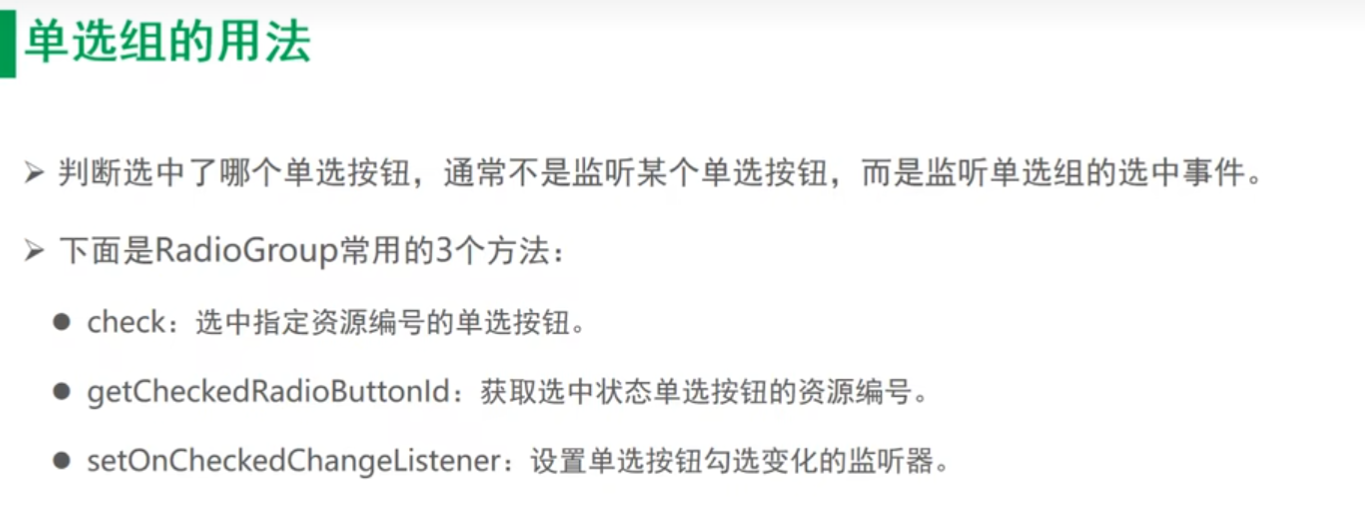 单选组的用法
➢ 判断选中了哪个单选按钮，通常不是监听某个单选按钮，而是监听单选组的选中事件。
➢ 下面是RadioGroup常用的3个方法：
● check：选中指定资源编号的单选按钮。
● getCheckedRadioButtonId：获取选中状态单选按钮的资源编号。
● setOnCheckedChangeListener：设置单选按钮勾选变化的监听器。